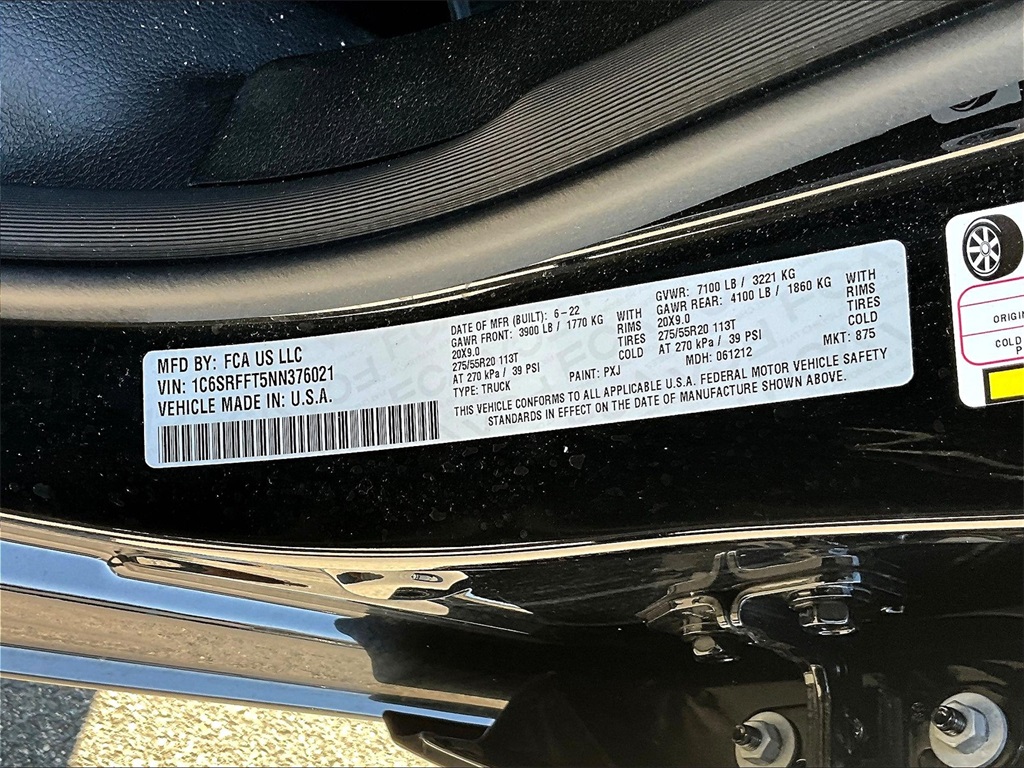 MFD BY: FCA US LLC
VIN: 1C6SRFFT5NN376021
VEHICLE MADE IN: U.S.A.
DATE OF MFR (BUILT): 6-22
GAWR FRONT: 3900 LB / 1770 KG WITH
20X9.0 RIMS
275/55R20 113T TIRES
AT 270 kPa / 39 PSI COLD
TYPE: TRUCK PAINT: PXJ
GVWR: 7100 LB / 3221 KG
GAWR REAR: 4100 LB / 1860 KG WITH
20X9.0 RIMS
275/55R20 113T TIRES
AT 270 kPa / 39 PSI COLD
MDH: 061212 MKT: 875
THIS VEHICLE CONFORMS TO ALL APPLICABLE U.S.A. FEDERAL MOTOR VEHICLE SAFETY
STANDARDS IN EFFECT ON THE DATE OF MANUFACTURE SHOWN ABOVE.
COLD